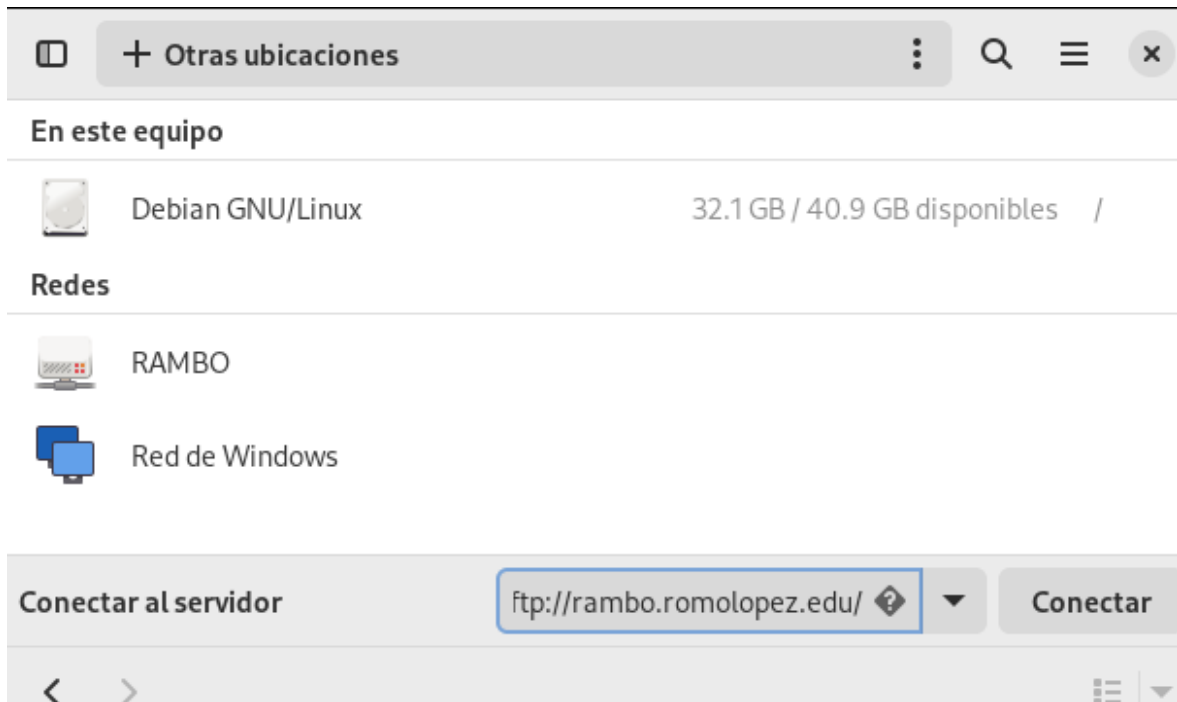 Otras ubicaciones
En este equipo
Debian GNU/Linux 32.1 GB / 40.9 GB disponibles /
Redes
RAMBO
Red de Windows
Conectar al servidor ftp://rambo.romolopez.edu/ Conectar